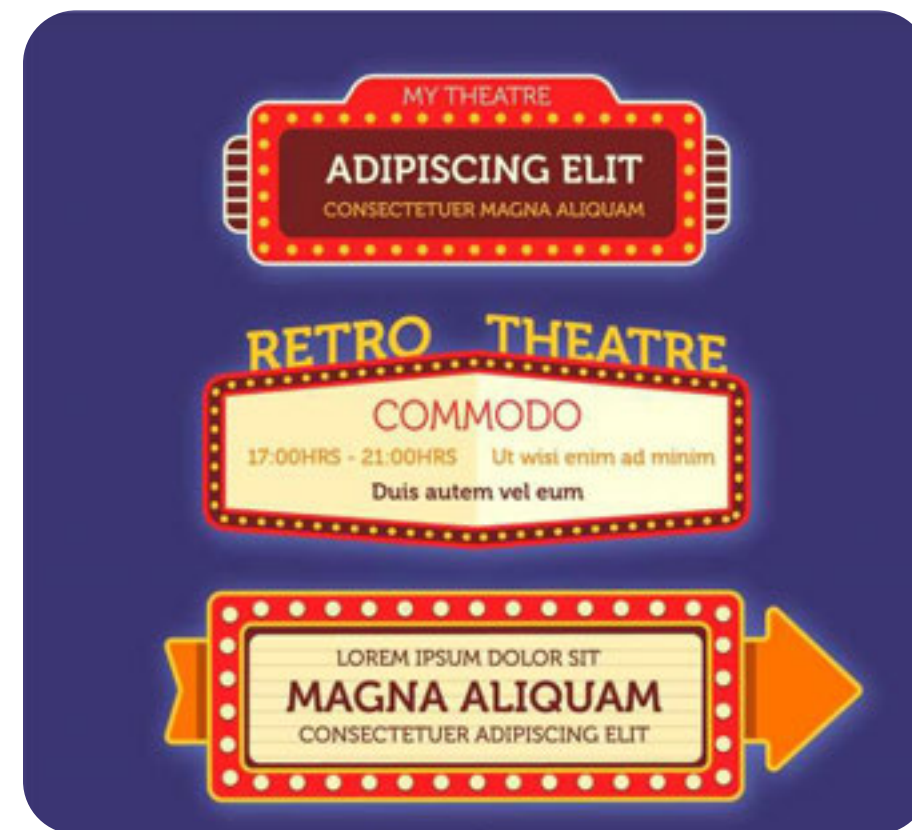 MY THEATRE
ADIPISCING ELIT
CONSECTETUER MAGNA ALIQUAM
RETRO THEATRE
COMMODO
17:00HRS - 21:00HRS Ut wisi enim ad minim
Duis autem vel eum
LOREM IPSUM DOLOR SIT
MAGNA ALIQUAM
CONSECTETUER ADIPISCING ELIT